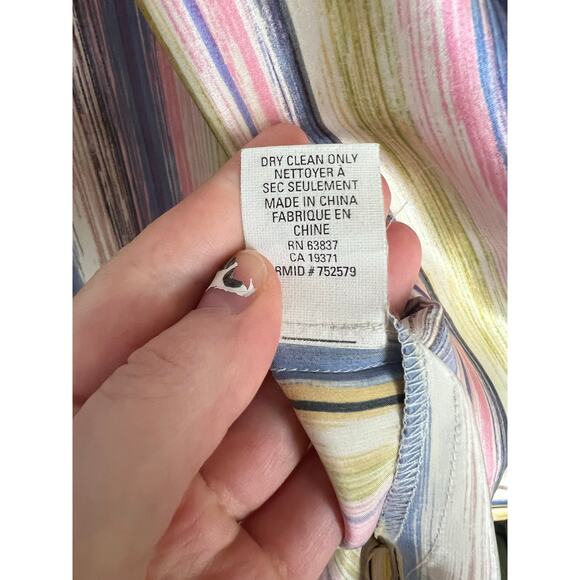 DRY CLEAN ONLY
NETTOYER À
SEC SEULEMENT
MADE IN CHINA
FABRIQUE EN
CHINE
RN 63837
CA 19371
RMID # 752579